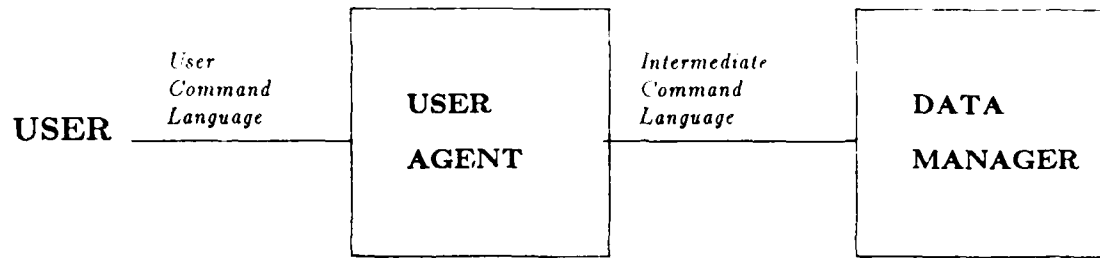 USER
User
Command
Language
USER
AGENT
Intermediate
Command
Language
DATA
MANAGER